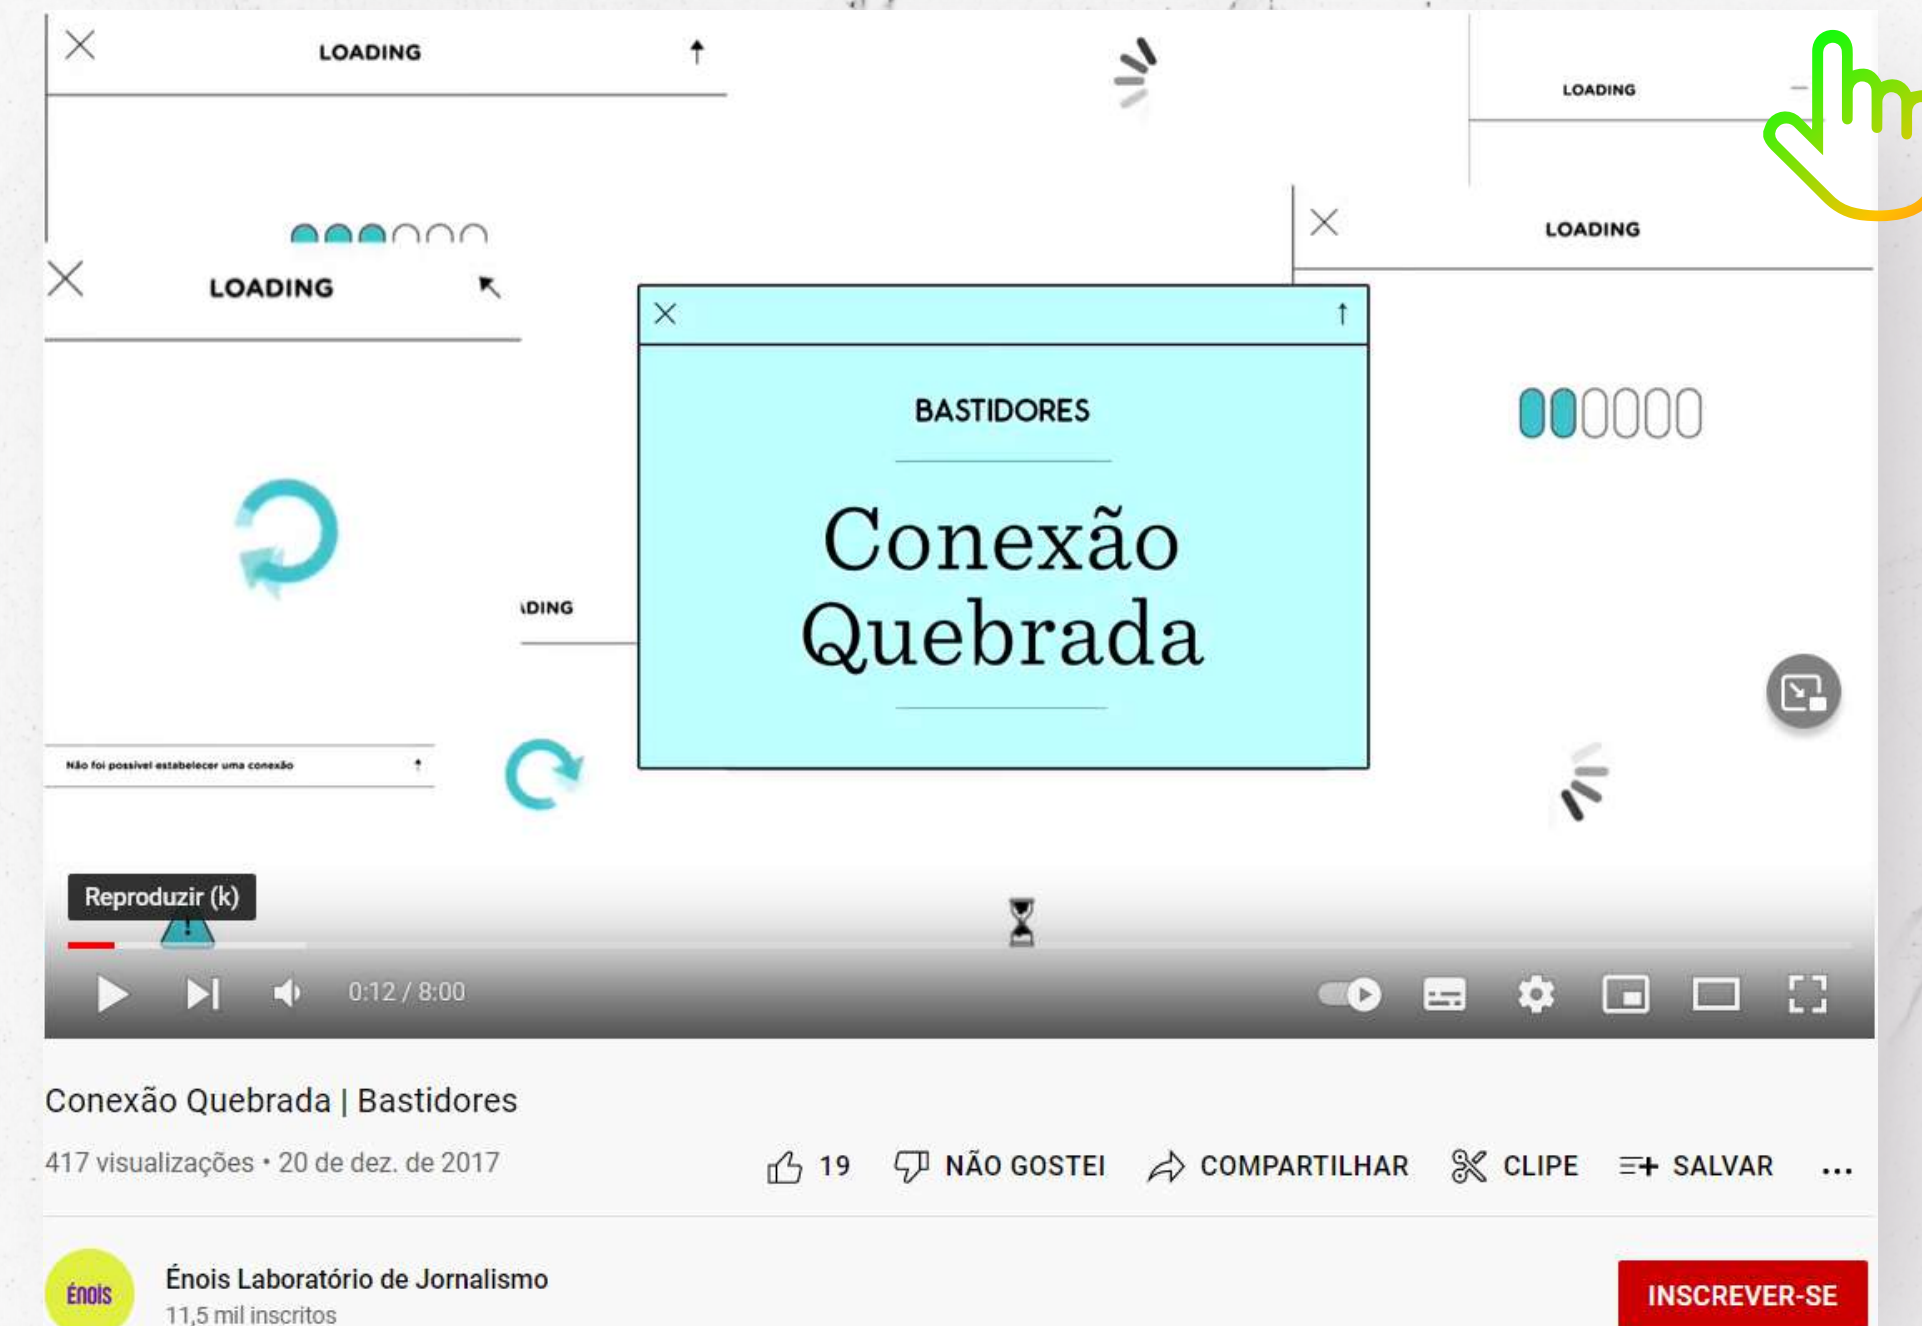 LOADING
LOADING
LOADING
LOADING
BASTIDORES
Conexão
Quebrada
ADING
Não foi possível estabelecer uma conexão
Reproduzir (k)
!
0:12 / 8:00
Conexão Quebrada | Bastidores
417 visualizações • 20 de dez. de 2017
19 NÃO GOSTEI COMPARTILHAR CLIPE SALVAR ...
Énois
Énois Laboratório de Jornalismo
11,5 mil inscritos
INSCREVER-SE